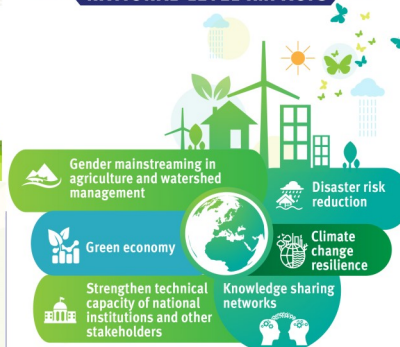 Gender mainstreaming in
agriculture and watershed
management
Disaster risk
reduction
Green economy
Climate
change
resilience
Strengthen technical
capacity of national
institutions and other
stakeholders
Knowledge sharing
networks